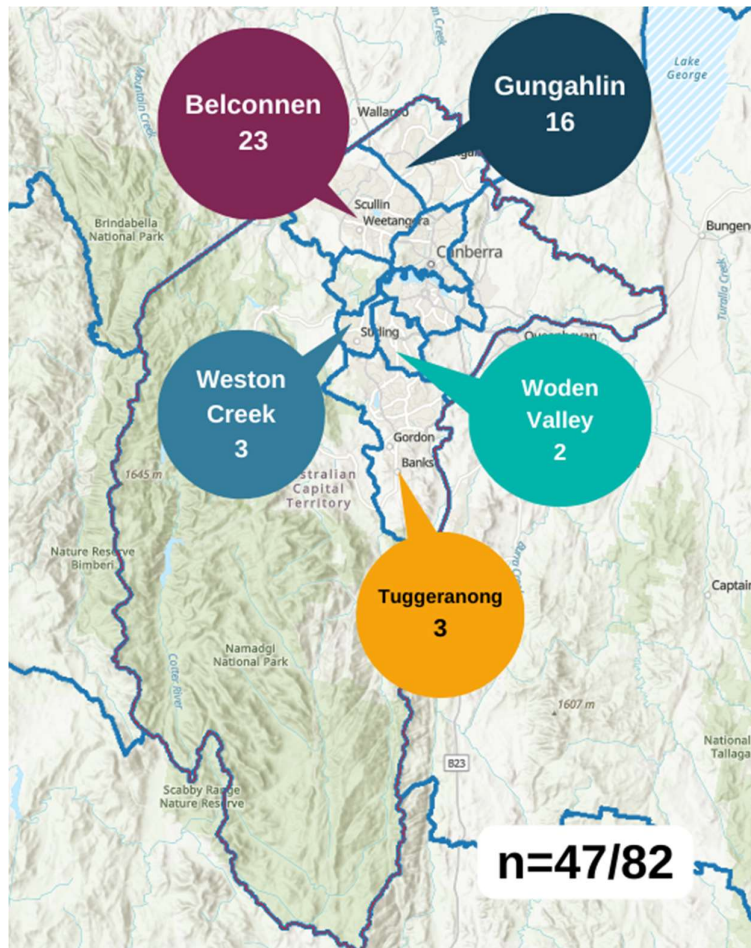 Belconnen
23
Gungahlin
16
Lake
George
Mountain Creek
Wallaroo
Scullin
Weetangera
Brindabella
National Park
Canberra
Bungen
Turalla Creek
Queanbeyan
Stirling
Weston
Creek
3
Woden
Valley
2
Gordon
Banks
1645 m
Australian
Capital
Territory
Nature Reserve
Bimberi
Tuggeranong
3
Captain
Namadgi
National Park
Cotter River
1607 m
National
Tallaga
B23
Scabby Range
Nature Reserve
n=47/82